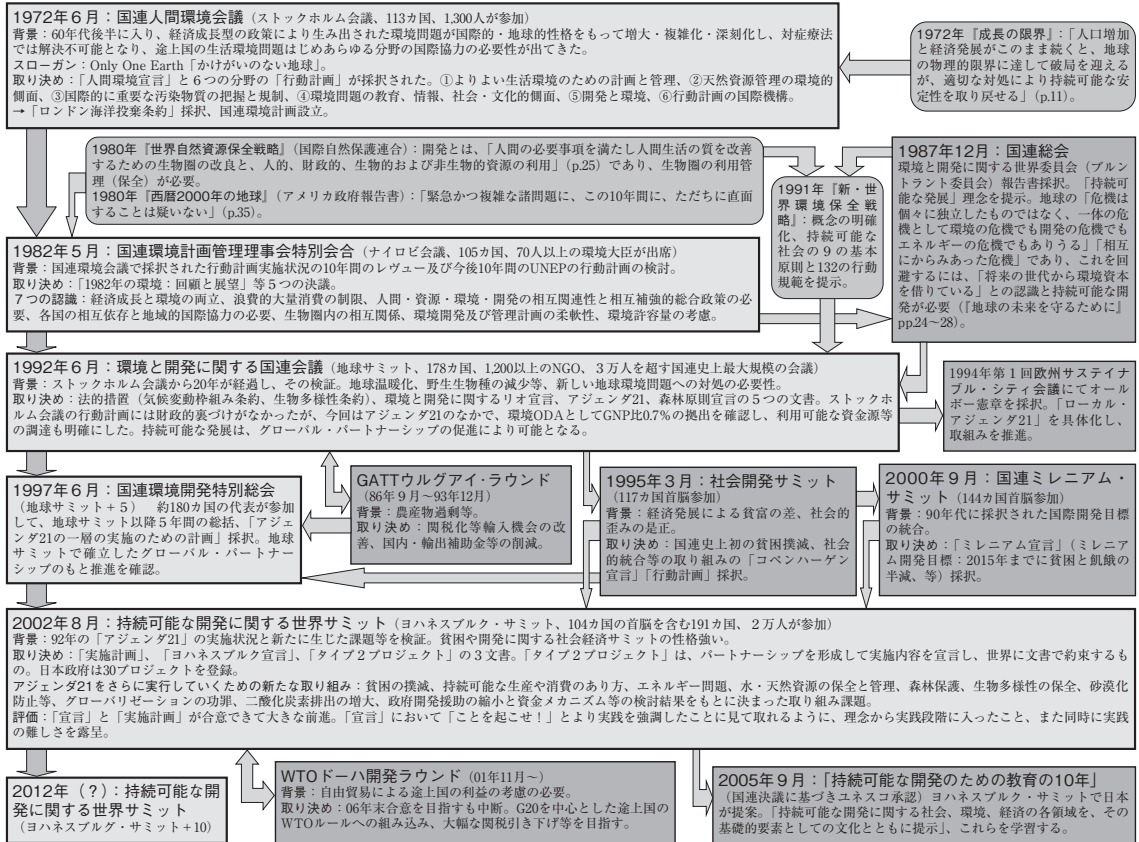 1972年6月：国連人間環境会議（ストックホルム会議、113カ国、1,300人が参加）
背景：60年代後半に入り、経済成長型の政策により生み出された環境問題が国際的・地球的性格をもって増大・複雑化・深刻化し、対症療法
では解決不可能となり、途上国の生活環境問題はじめあらゆる分野の国際協力の必要性が出てきた。
スローガン：Only One Earth「かけがいのない地球」。
取り決め：「人間環境宣言」と６つの分野の「行動計画」が採択された。①よりよい生活環境のための計画と管理、②天然資源管理の環境的
側面、③国際的に重要な汚染物質の把握と規制、④環境問題の教育、情報、社会・文化的側面、⑤開発と環境、⑥行動計画の国際機構。
→「ロンドン海洋投棄条約」採択、国連環境計画設立。
1972年『成長の限界』：「人口増加
と経済発展がこのまま続くと、地球
の物理的限界に達して破局を迎える
が、適切な対処により持続可能な安
定性を取り戻せる」（p.11）。
1980年『世界自然資源保全戦略』（国際自然保護連合）：開発とは、「人間の必要事項を満たし人間生活の質を改善
するための生物圏の改良と、人的、財政的、生物的および非生物的資源の利用」（p.25）であり、生物圏の利用管
理（保全）が必要。
1980年『西暦2000年の地球』（アメリカ政府報告書）：「緊急かつ複雑な諸問題に、この10年間に、ただちに直面
することは疑いない」（p.35）。
1991年『新・世
界環境保全戦
略』：概念の明確
化、持続可能な
社会の９の基本
原則と132の行動
規範を提示。
1987年12月：国連総会
環境と開発に関する世界委員会（ブルン
トラント委員会）報告書採択。「持続可
能な発展」理念を提示。地球の「危機は
個々に独立したものではなく、一体の危
機として環境の危機でも開発の危機でも
エネルギーの危機でもありうる」「相互
にからみあった危機」であり、これを回
避するには、「将来の世代から環境資本
を借りている」との認識と持続可能な開
発が必要（『地球の未来を守るために』
pp.24～28）。
1982年５月：国連環境計画管理理事会特別会合（ナイロビ会議、105カ国、70人以上の環境大臣が出席）
背景：国連環境会議で採択された行動計画実施状況の10年間のレヴュー及び今後10年間のUNEPの行動計画の検討。
取り決め：「1982年の環境：回顧と展望」等５つの決議。
７つの認識：経済成長と環境の両立、浪費的大量消費の制限、人間・資源・環境・開発の相互関連性と相互補強的総合政策の必
要、各国の相互依存と地域的国際協力の必要、生物圏内の相互関係、環境開発及び管理計画の柔軟性、環境許容量の考慮。
1992年６月：環境と開発に関する国連会議（地球サミット、178カ国、1,200以上のNGO、３万人を超す国連史上最大規模の会議）
背景：ストックホルム会議から20年が経過し、その検証。地球温暖化、野生生物種の減少等、新しい地球環境問題への対処の必要性。
取り決め：法的措置（気候変動枠組み条約、生物多様性条約）、環境と開発に関するリオ宣言、アジェンダ21、森林原則宣言の５つの文書。ストックホ
ルム会議の行動計画には財政的裏づけがなかったが、今回はアジェンダ21のなかで、環境ODAとしてGNP比0.7%の拠出を確認し、利用可能な資金源等
の調達も明確にした。持続可能な発展は、グローバル・パートナーシップの促進により可能となる。
1994年第１回欧州サステイナ
ブル・シティ会議にてオール
ボー憲章を採択。「ローカル・
アジェンダ21」を具体化し、
取組みを推進。
1997年６月：国連環境開発特別総会
（地球サミット＋５）　約180カ国の代表が参加
して、地球サミット以降５年間の総括、「アジェ
ンダ21の一層の実施のための計画」採択。地球
サミットで確立したグローバル・パートナー
シップのもと推進を確認。
GATTウルグアイ・ラウンド
（86年９月～93年12月）
背景：農産物過剰等。
取り決め：関税化等輸入機会の改
善、国内・輸出補助金等の削減。
1995年３月：社会開発サミット
（117カ国首脳参加）
背景：経済発展による貧富の差、社会的
歪みの是正。
取り決め：国連史上初の貧困撲滅、社会
的統合等の取り組みの「コペンハーゲン
宣言」「行動計画」採択。
2000年９月：国連ミレニアム・
サミット（144カ国首脳参加）
背景：90年代に採択された国際開発目標
の統合。
取り決め：「ミレニアム宣言」（ミレニア
ム開発目標：2015年までに貧困と飢餓の
半減、等）採択。
2002年８月：持続可能な開発に関する世界サミット（ヨハネスブルク・サミット、104カ国の首脳を含む191カ国、２万人が参加）
背景：92年の「アジェンダ21」の実施状況と新たに生じた課題等を検証。貧困や開発に関する社会経済サミットの性格強い。
取り決め：「実施計画」、「ヨハネスブルク宣言」、「タイプ２プロジェクト」の３文書。「タイプ２プロジェクト」は、パートナーシップを形成して実施内容を宣言し、世界に文書で約束するも
の。日本政府は30プロジェクトを登録。
アジェンダ21をさらに実行していくための新たな取り組み：貧困の撲滅、持続可能な生産や消費のあり方、エネルギー問題、水・天然資源の保全と管理、森林保護、生物多様性の保全、砂漠化
防止等、グローバリゼーションの功罪、二酸化炭素排出の増大、政府開発援助の縮小と資金メカニズム等の検討結果をもとに決まった取り組み課題。
評価：「宣言」と「実施計画」が合意できて大きな前進。「宣言」において「ことを起こせ！」とより実践を強調したことに見て取れるように、理念から実践段階に入ったこと、また同時に実践
の難しさを露呈。
2012年（？）：持続可能な開
発に関する世界サミット
（ヨハネスブルグ・サミット＋10）
WTOドーハ開発ラウンド（01年11月～）
背景：自由貿易による途上国の利益の考慮の必要。
取り決め：06年末合意を目指すも中断。G20を中心とした途上国の
WTOルールへの組み込み、大幅な関税引き下げ等を目指す。
2005年９月：「持続可能な開発のための教育の10年」
（国連決議に基づきユネスコ承認）ヨハネスブルク・サミットで日本
が提案。「持続可能な開発に関する社会、環境、経済の各領域を、その
基礎的要素としての文化とともに提示」、これらを学習する。